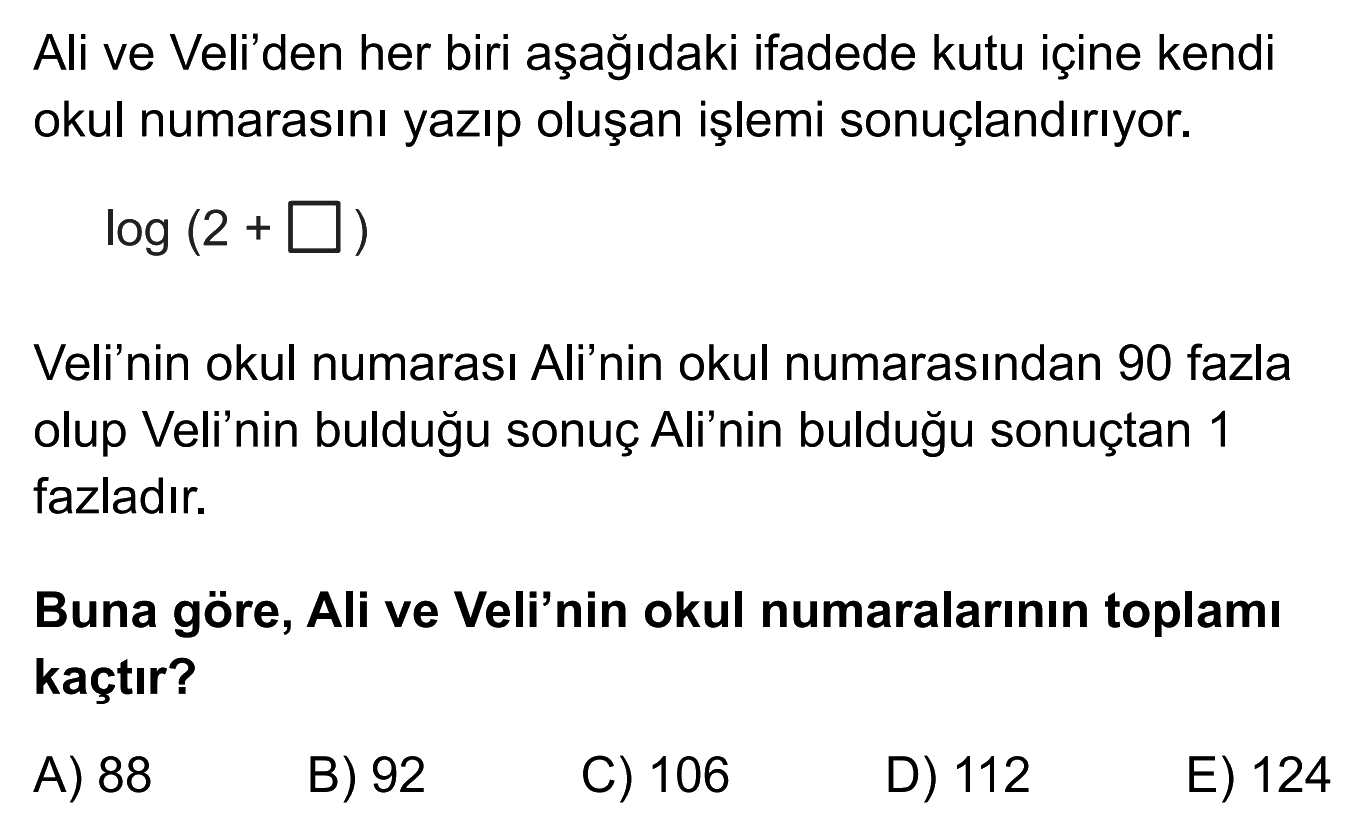 Ali ve Veli’den her biri aşağıdaki ifadede kutu içine kendi
okul numarasını yazıp oluşan işlemi sonuçlandırıyor.
log (2 + □)
Veli’nin okul numarası Ali’nin okul numarasından 90 fazla
olup Veli’nin bulduğu sonuç Ali’nin bulduğu sonuçtan 1
fazladır.
Buna göre, Ali ve Veli’nin okul numaralarının toplamı
kaçtır?
A) 88 B) 92 C) 106 D) 112 E) 124